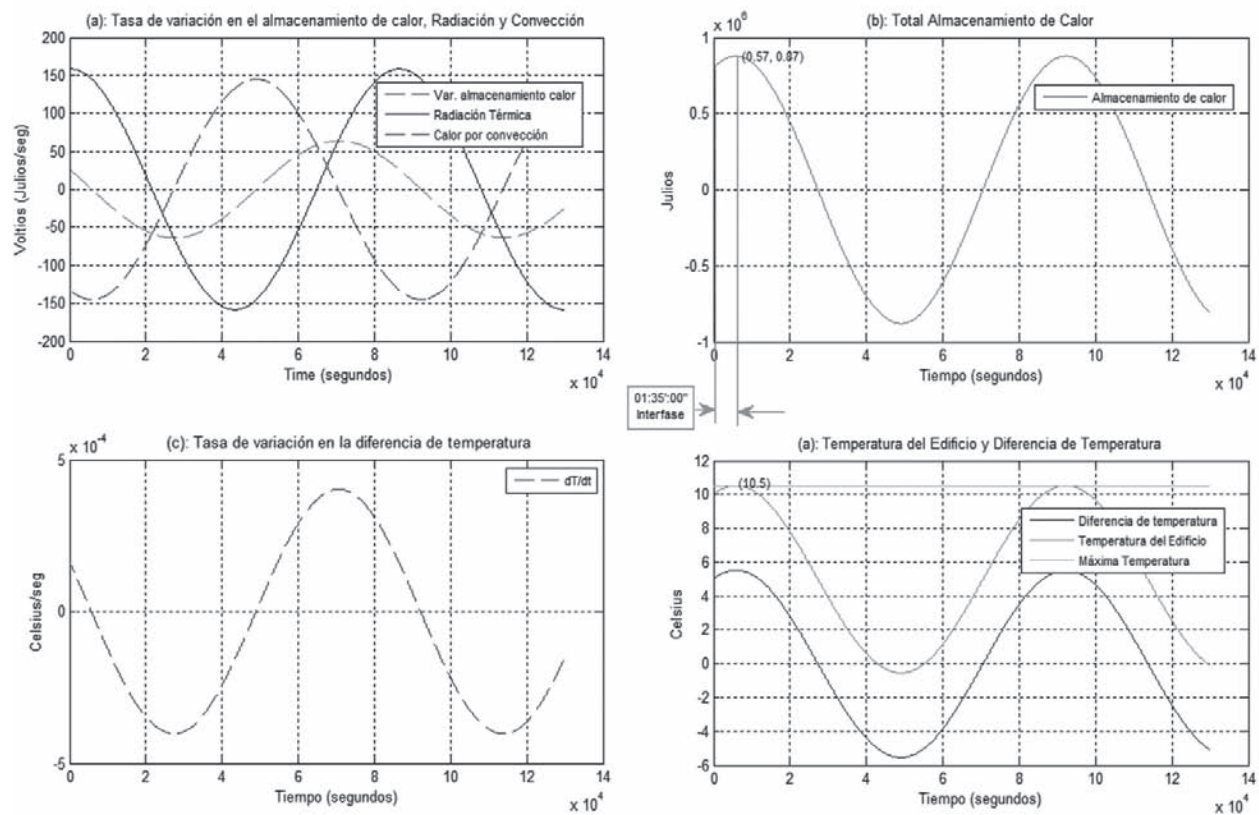 (a): Tasa de variación en el almacenamiento de calor, Radiación y Convección
200
150
100
50
0
-50
-100
-150
-200
Voltios (Julios/seg)
Var. almacenamiento calor
Radiación Térmica
Calor por convección
0 2 4 6 8 10 12 14
Time (segundos)
x 10^4
(b): Total Almacenamiento de Calor
x 10^6
1
0.5
0
-0.5
-1
Julios
(0.57, 0.87)
Almacenamiento de calor
0 2 4 6 8 10 12 14
Tiempo (segundos)
x 10^4
01:35':00"
Interfase
(c): Tasa de variación en la diferencia de temperatura
x 10^-4
5
0
-5
Celsius/seg
dT/dt
0 2 4 6 8 10 12 14
Tiempo (segundos)
x 10^4
(a): Temperatura del Edificio y Diferencia de Temperatura
12
10
8
6
4
2
0
-2
-4
-6
Celsius
(10.5)
Diferencia de temperatura
Temperatura del Edificio
Máxima Temperatura
0 2 4 6 8 10 12 14
Tiempo (segundos)
x 10^4